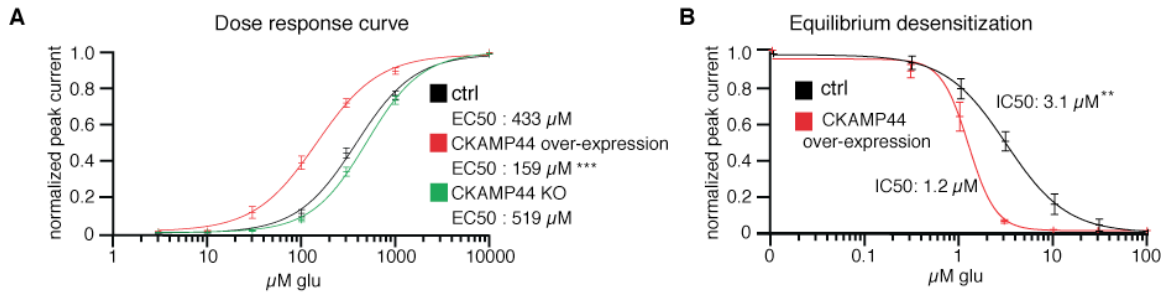 A
Dose response curve
normalized peak current
1.0
0.8
0.6
0.4
0.2
0
1
10
100
1000
10000
µM glu
ctrl
EC50 : 433 µM
CKAMP44 over-expression
EC50 : 159 µM ***
CKAMP44 KO
EC50 : 519 µM
B
Equilibrium desensitization
normalized peak current
1.0
0.8
0.6
0.4
0.2
0
0
0.1
1
10
100
µM glu
ctrl
CKAMP44
over-expression
IC50: 3.1 µM**
IC50: 1.2 µM